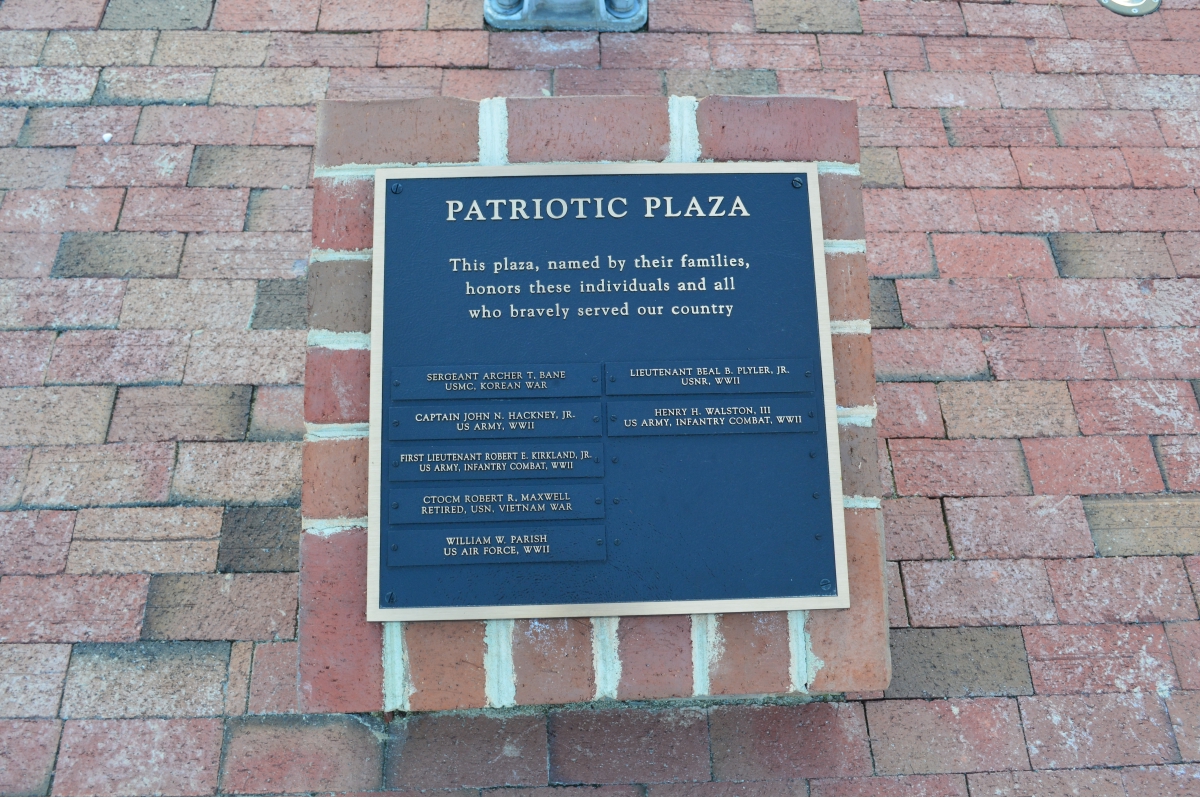 PATRIOTIC PLAZA
This plaza, named by their families,
honors these individuals and all
who bravely served our country
SERGEANT ARCHER T. BANE
USMC, KOREAN WAR
CAPTAIN JOHN N. HACKNEY, JR.
US ARMY, WWII
FIRST LIEUTENANT ROBERT E. KIRKLAND, JR.
US ARMY, INFANTRY COMBAT, WWII
CTOCM ROBERT R. MAXWELL
RETIRED, USN, VIETNAM WAR
WILLIAM W. PARISH
US AIR FORCE, WWII
LIEUTENANT BEAL B. PLYLER, JR.
USNR, WWII
HENRY H. WALSTON, III
US ARMY, INFANTRY COMBAT, WWII